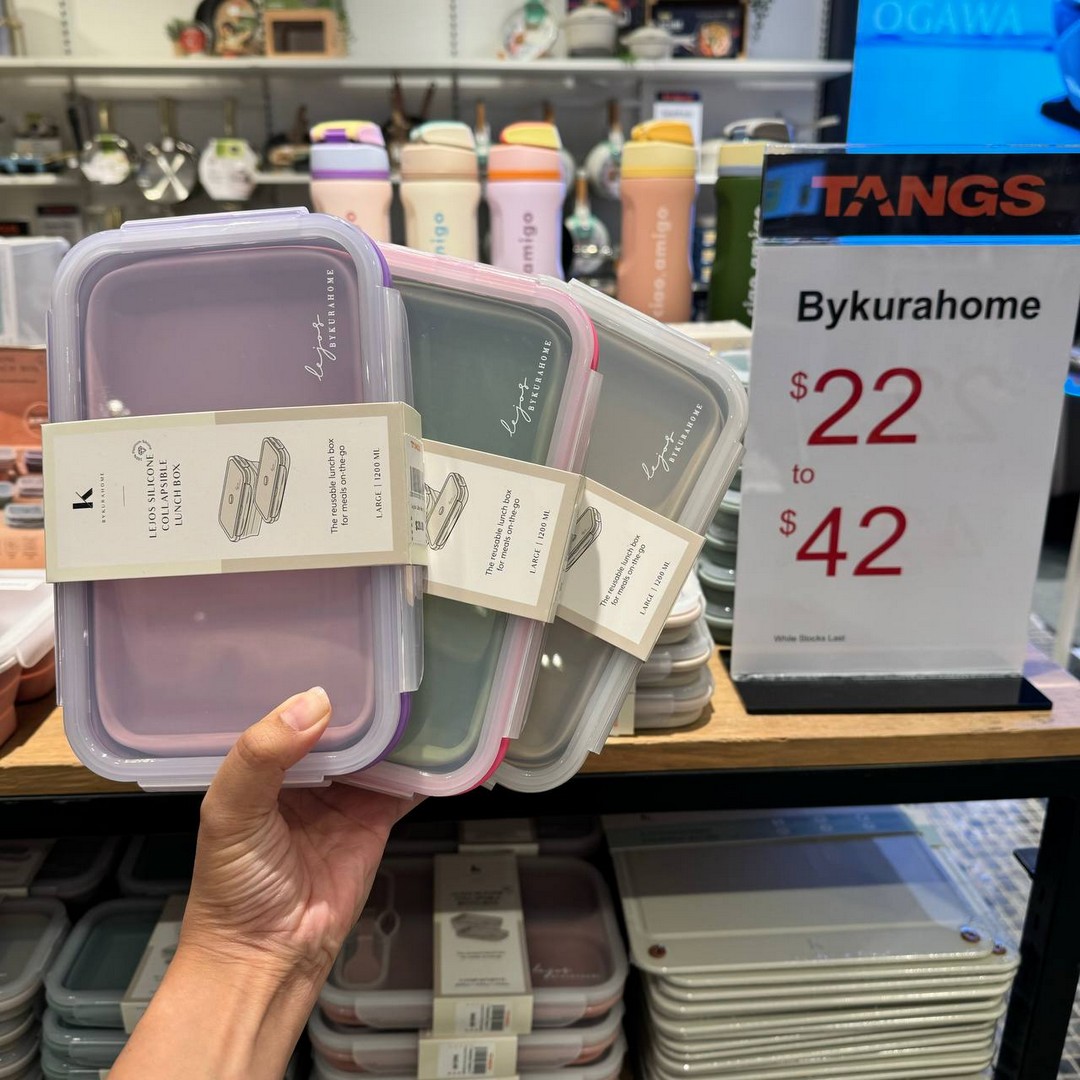 OGAWA
TANGS
Bykurahome
$22
to
$42
While Stocks Last
lejos
BYKURAHOME
lejos
BYKURAHOME
lejos
BYKURAHOME
k
BYKURAHOME
LEJOS SILICONE
COLLAPSIBLE
LUNCH BOX
The reusable lunch box
for meals on-the-go
LARGE | 1200 ML
The reusable lunch box
for meals on-the-go
LARGE | 1200 ML
The reusable lunch box
for meals on-the-go
LARGE | 1200 ML
amigo
ciao.amigo
lejos